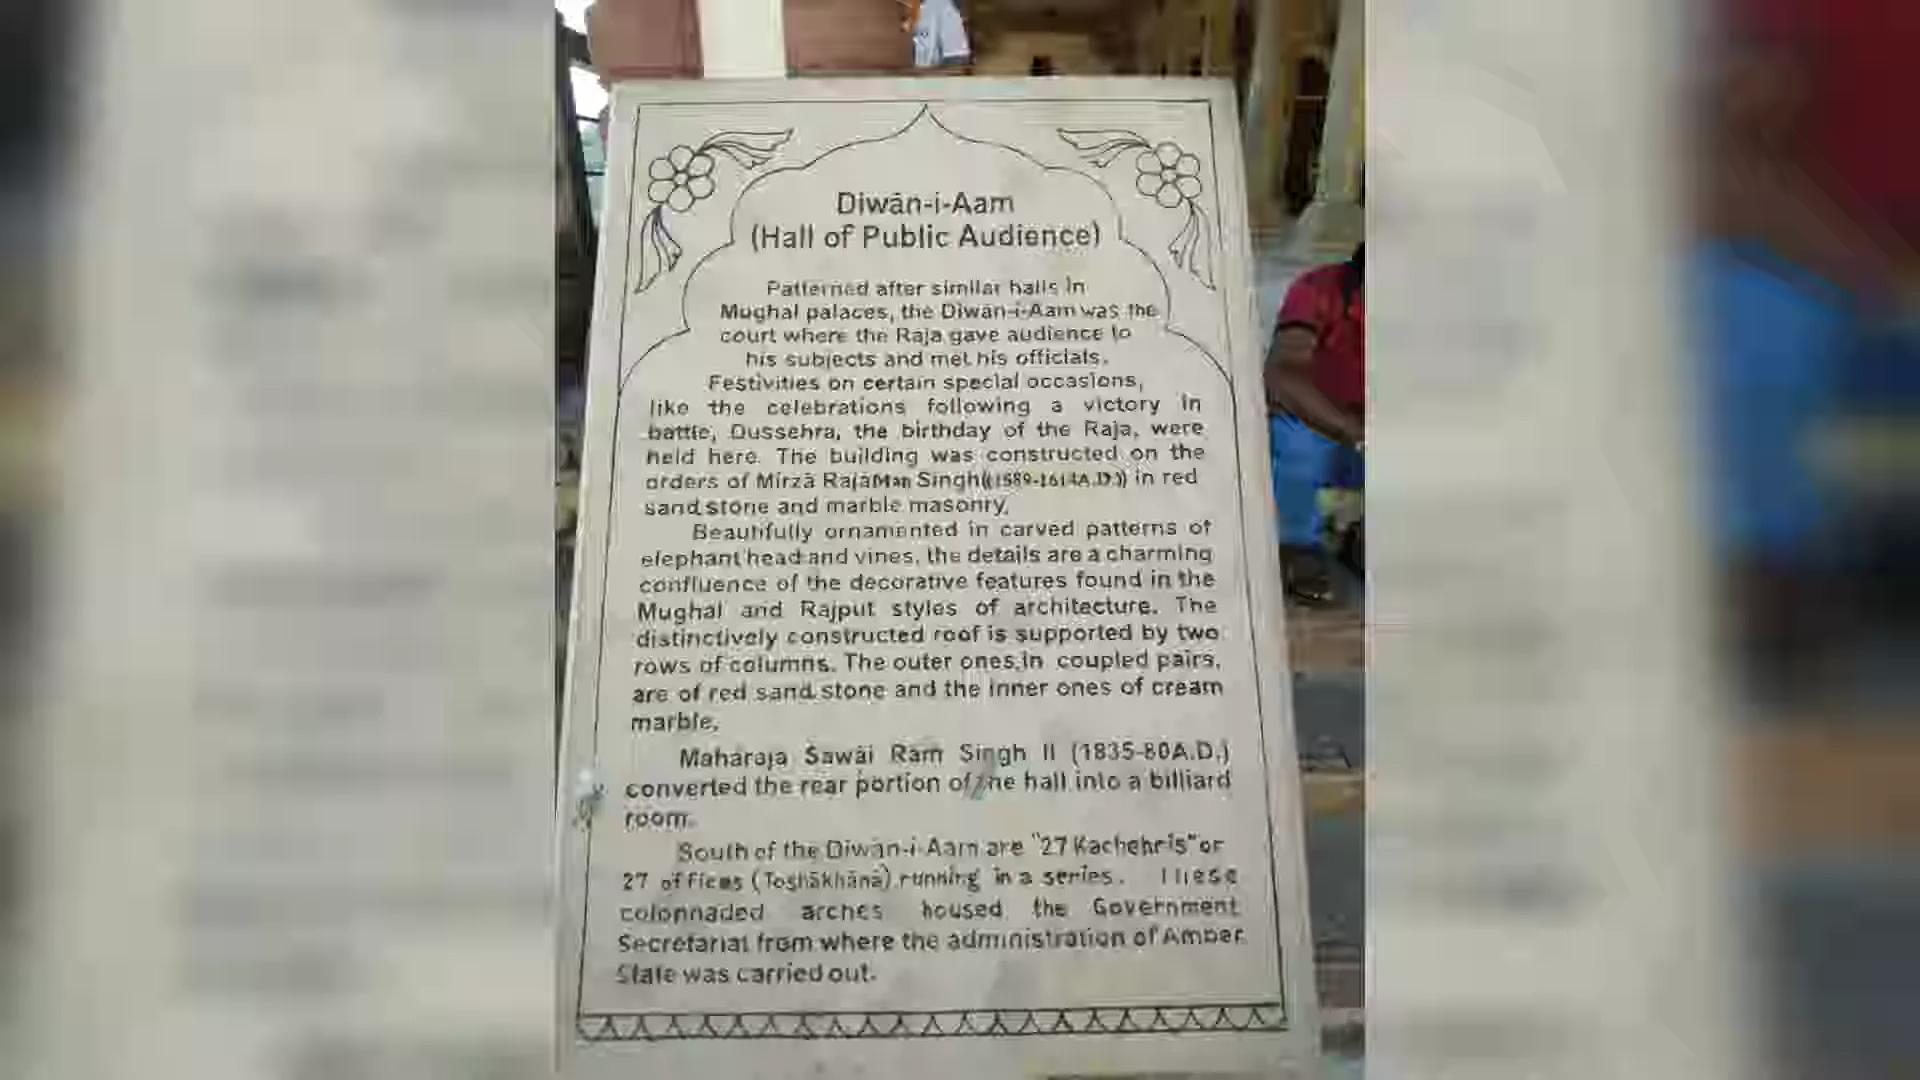 Diwān-i-Aam
(Hall of Public Audience)
Patterned after similar halls in
Mughal palaces, the Diwān-i-Aam was the
court where the Raja gave audience to
his subjects and met his officials.
Festivities on certain special occasions,
like the celebrations following a victory in
battle, Dussehra, the birthday of the Raja, were
held here. The building was constructed on the
orders of Mirzā Rājā Man Singh (1589-1614A.D.) in red
sand stone and marble masonry.
Beautifully ornamented in carved patterns of
elephant head and vines, the details are a charming
confluence of the decorative features found in the
Mughal and Rajput styles of architecture. The
distinctively constructed roof is supported by two
rows of columns. The outer ones, in coupled pairs,
are of red sand stone and the inner ones of cream
marble.
Mahārāja Sawāi Rām Singh II (1835-80A.D.)
converted the rear portion of the hall into a billiard
room.
South of the Diwān-i-Aam are "27 Kachehris" or
27 offices (Toshākhānā) running in a series. These
colonnaded arches housed the Government
Secretariat from where the administration of Amber
State was carried out.